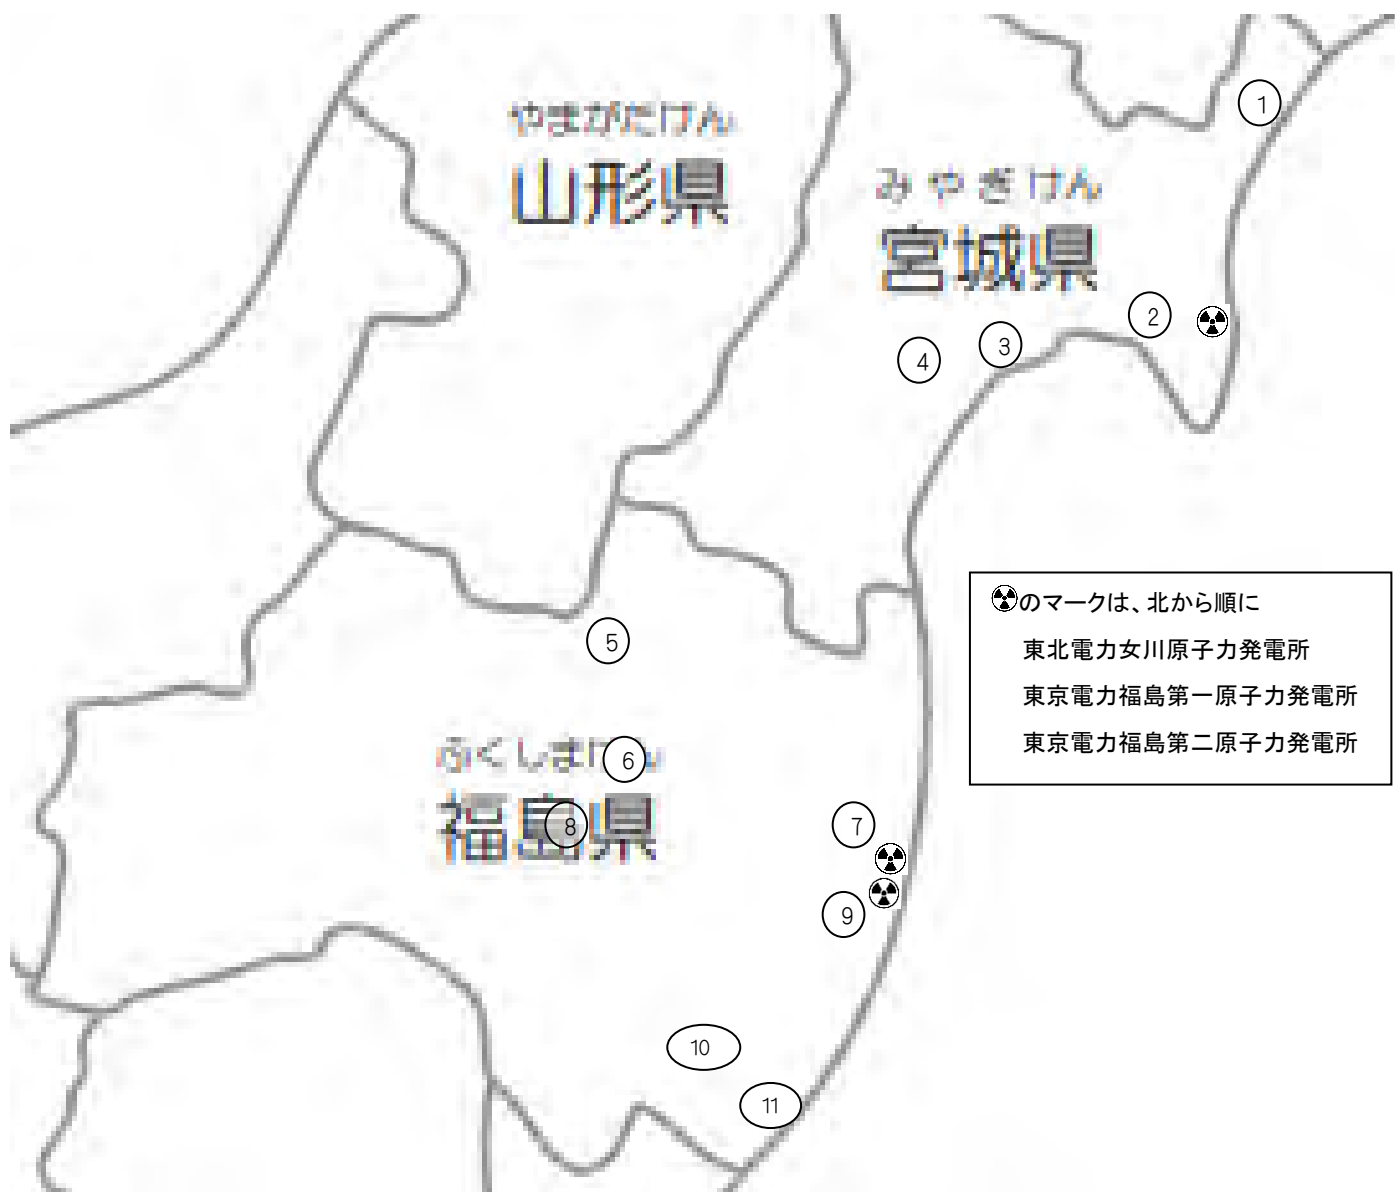 やまがたけん
山形県
みやぎけん
宮城県
1
2
3
4
5
ふくしまけん
6
福島県
8
7
9
10
11
のマークは、北から順に
東北電力女川原子力発電所
東京電力福島第一原子力発電所
東京電力福島第二原子力発電所